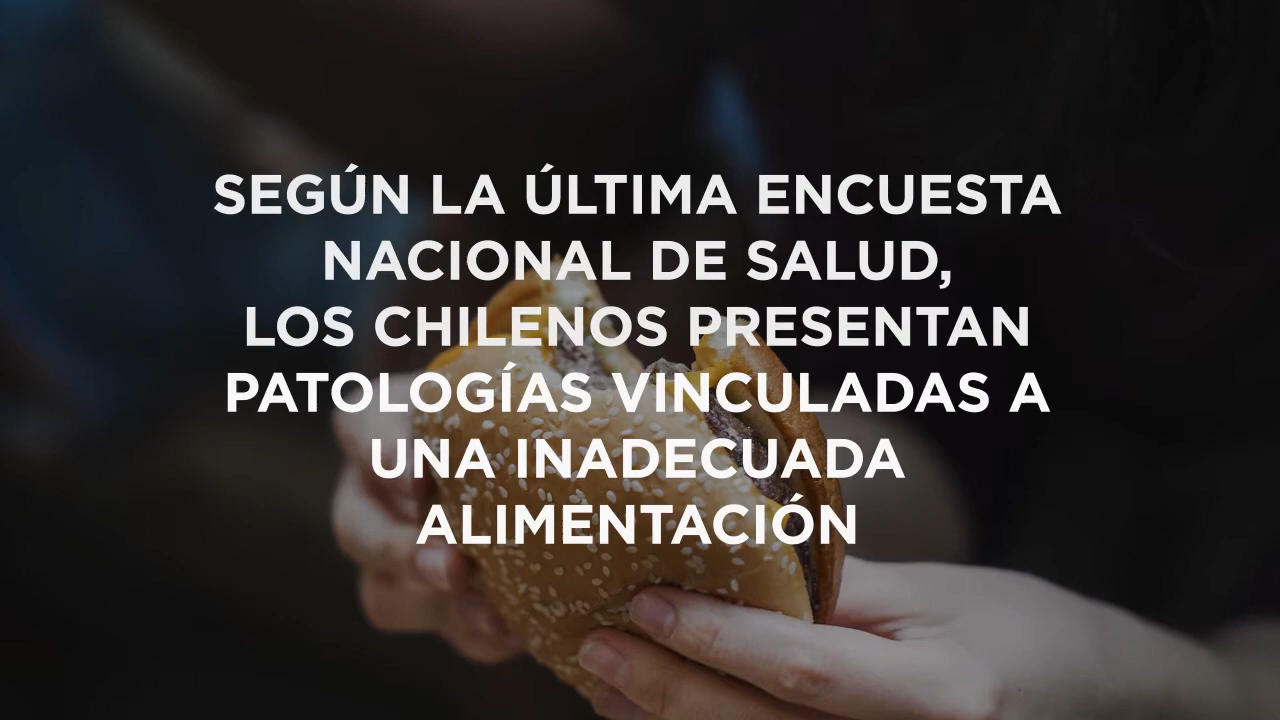 SEGÚN LA ÚLTIMA ENCUESTA
NACIONAL DE SALUD,
LOS CHILENOS PRESENTAN
PATOLOGÍAS VINCULADAS A
UNA INADECUADA
ALIMENTACIÓN